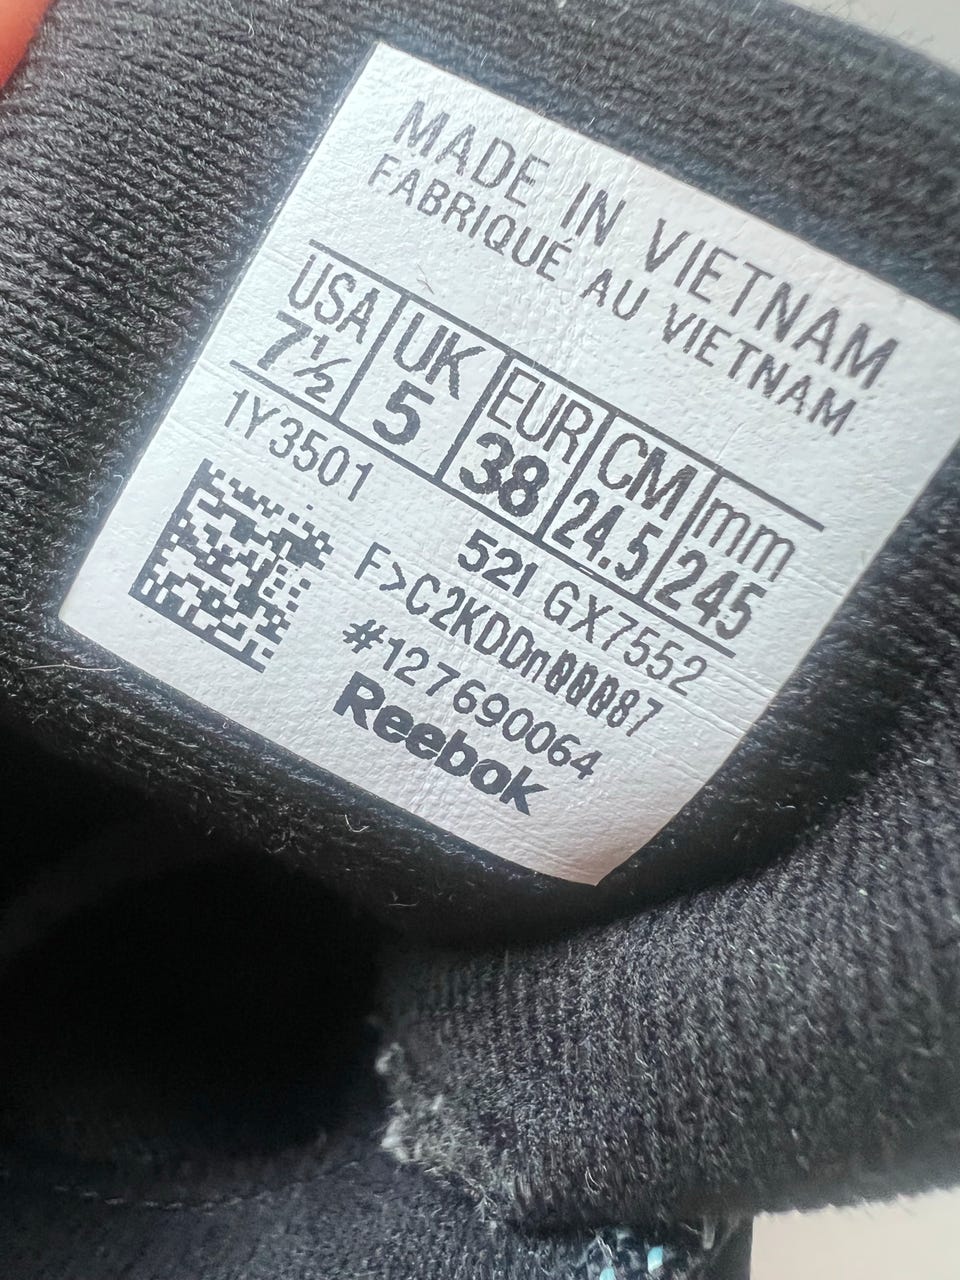 MADE IN VIETNAM
FABRIQUÉ AU VIETNAM
USA UK EUR CM mm
7½ 5 38 24.5 245
1Y3501 521 GX7552
F>C2KDDn00087
#127690064
Reebok